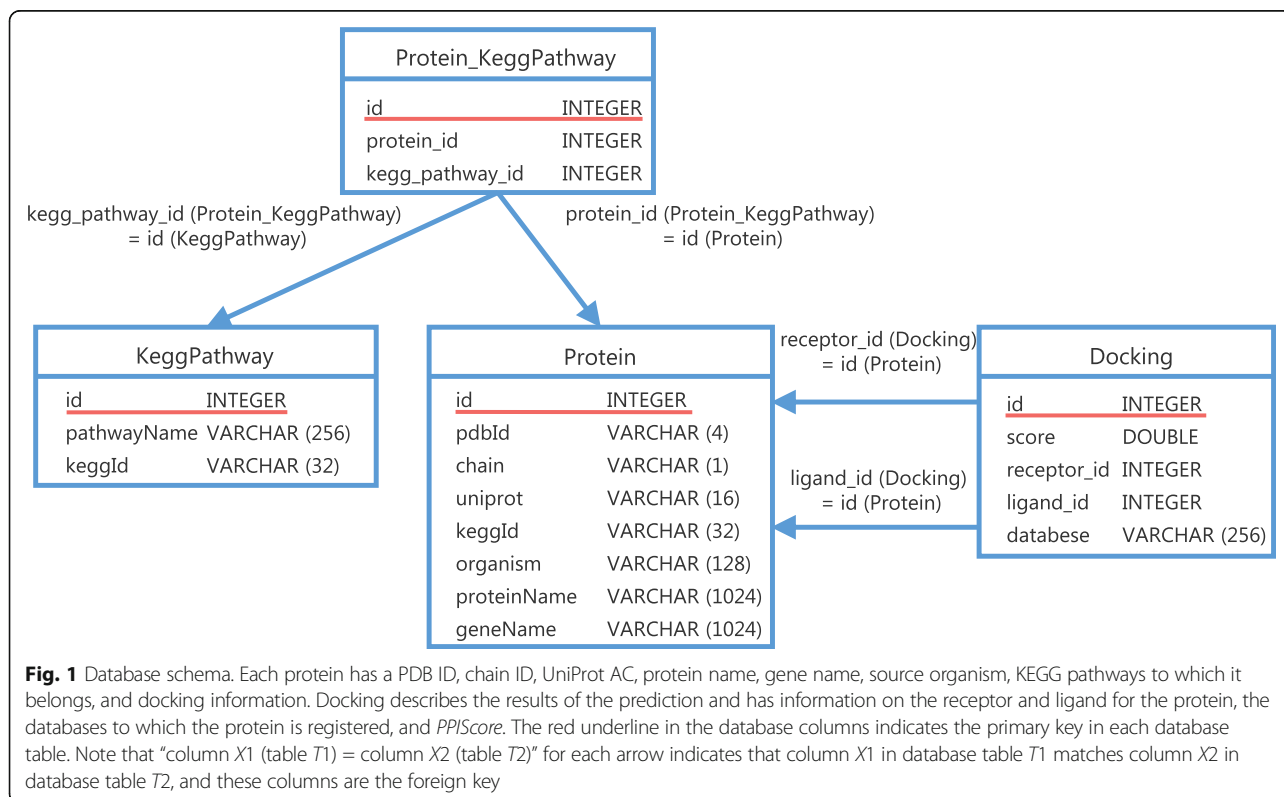 Protein_KeggPathway
id INTEGER
protein_id INTEGER
kegg_pathway_id INTEGER
kegg_pathway_id (Protein_KeggPathway)
= id (KeggPathway)
protein_id (Protein_KeggPathway)
= id (Protein)
KeggPathway
id INTEGER
pathwayName VARCHAR (256)
keggId VARCHAR (32)
Protein
id INTEGER
pdbId VARCHAR (4)
chain VARCHAR (1)
uniprot VARCHAR (16)
keggId VARCHAR (32)
organism VARCHAR (128)
proteinName VARCHAR (1024)
geneName VARCHAR (1024)
receptor_id (Docking)
= id (Protein)
ligand_id (Docking)
= id (Protein)
Docking
id INTEGER
score DOUBLE
receptor_id INTEGER
ligand_id INTEGER
databese VARCHAR (256)
Fig. 1 Database schema. Each protein has a PDB ID, chain ID, UniProt AC, protein name, gene name, source organism, KEGG pathways to which it
belongs, and docking information. Docking describes the results of the prediction and has information on the receptor and ligand for the protein, the
databases to which the protein is registered, and PPIScore. The red underline in the database columns indicates the primary key in each database
table. Note that “column X1 (table T1) = column X2 (table T2)” for each arrow indicates that column X1 in database table T1 matches column X2 in
database table T2, and these columns are the foreign key